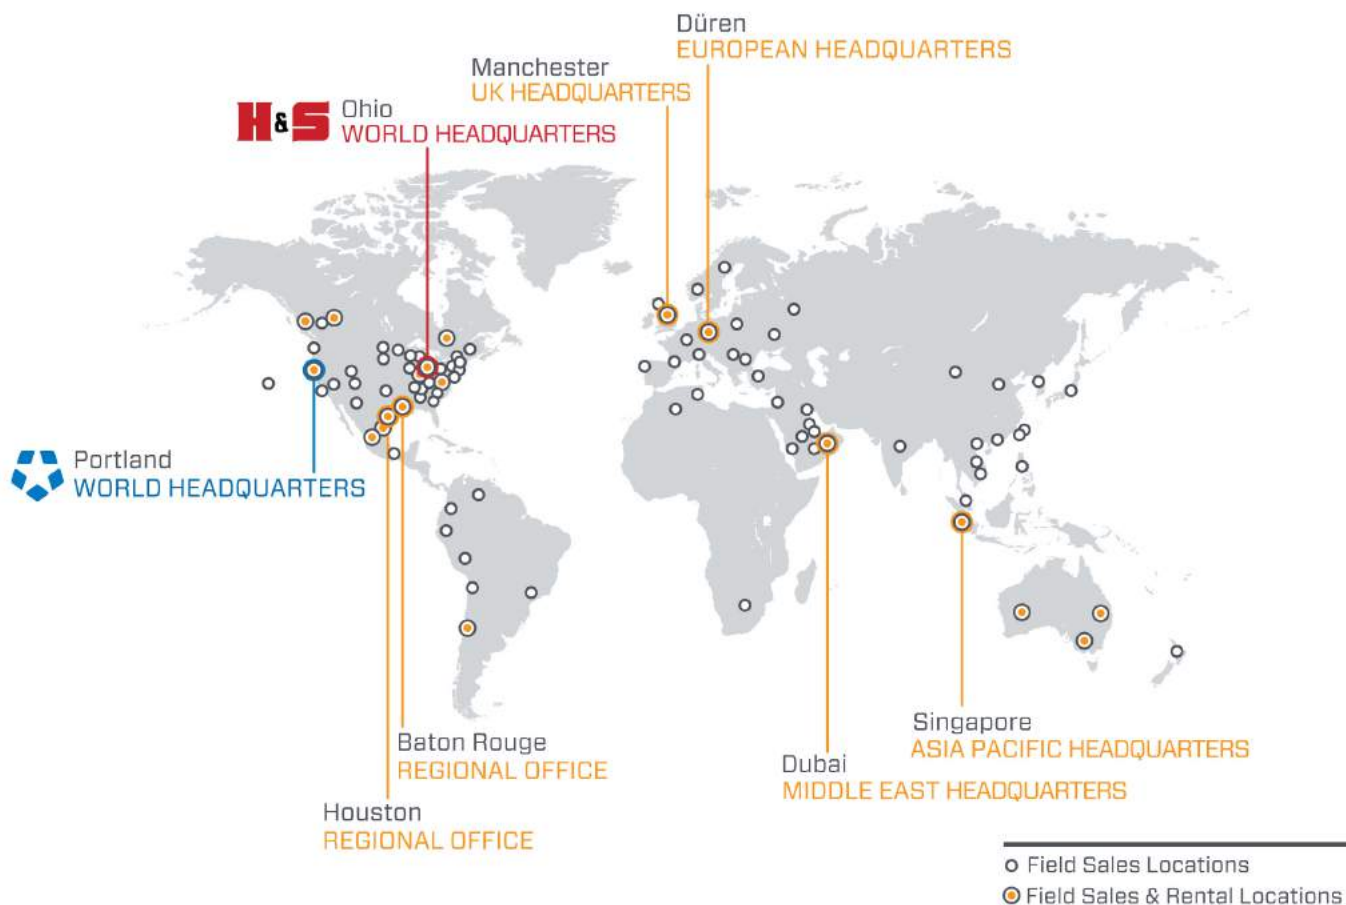 Düren
EUROPEAN HEADQUARTERS
Manchester
UK HEADQUARTERS
H&S
Ohio
WORLD HEADQUARTERS
Portland
WORLD HEADQUARTERS
Baton Rouge
REGIONAL OFFICE
Houston
REGIONAL OFFICE
Singapore
ASIA PACIFIC HEADQUARTERS
Dubai
MIDDLE EAST HEADQUARTERS
Field Sales Locations
Field Sales & Rental Locations